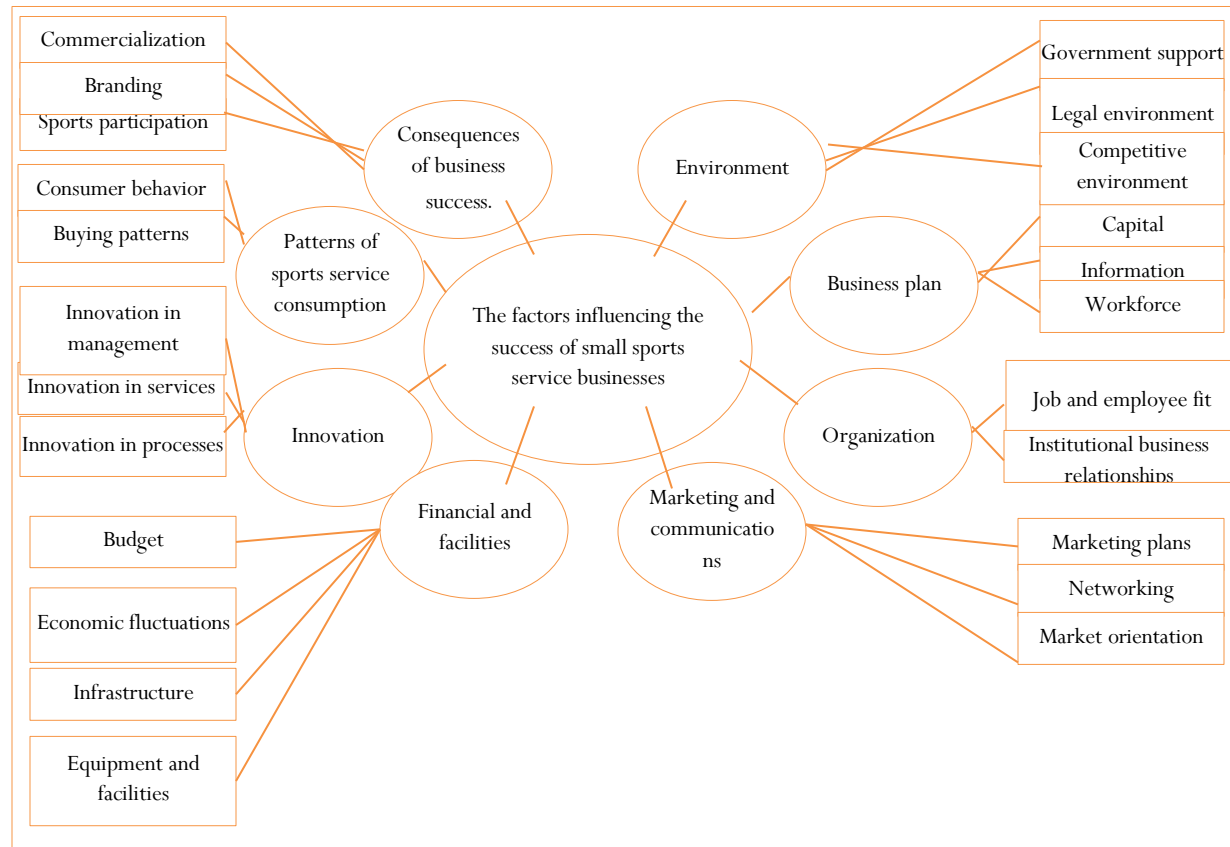 Commercialization
Branding
Sports participation
Consumer behavior
Buying patterns
Innovation in
management
Innovation in services
Innovation in processes
Budget
Economic fluctuations
Infrastructure
Equipment and
facilities
Consequences
of business
success.
Patterns of
sports service
consumption
Innovation
Financial and
facilities
The factors influencing the
success of small sports
service businesses
Environment
Business plan
Organization
Marketing and
communicatio
ns
Government support
Legal environment
Competitive
environment
Capital
Information
Workforce
Job and employee fit
Institutional business
relationships
Marketing plans
Networking
Market orientation